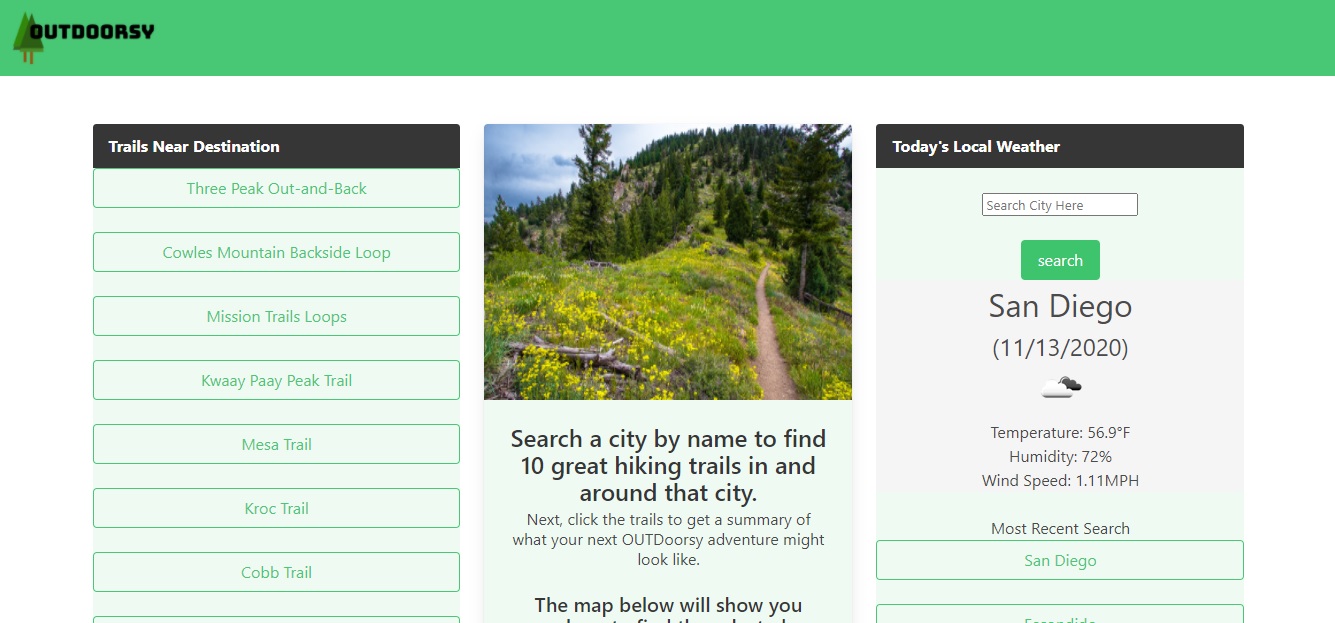 OUTDOORSY
Trails Near Destination
Three Peak Out-and-Back
Cowles Mountain Backside Loop
Mission Trails Loops
Kwaay Paay Peak Trail
Mesa Trail
Kroc Trail
Cobb Trail
Search a city by name to find
10 great hiking trails in and
around that city.
Next, click the trails to get a summary of
what your next OUTDoorsy adventure might
look like.
The map below will show you
Today's Local Weather
Search City Here
search
San Diego
(11/13/2020)
Temperature: 56.9°F
Humidity: 72%
Wind Speed: 1.11MPH
Most Recent Search
San Diego